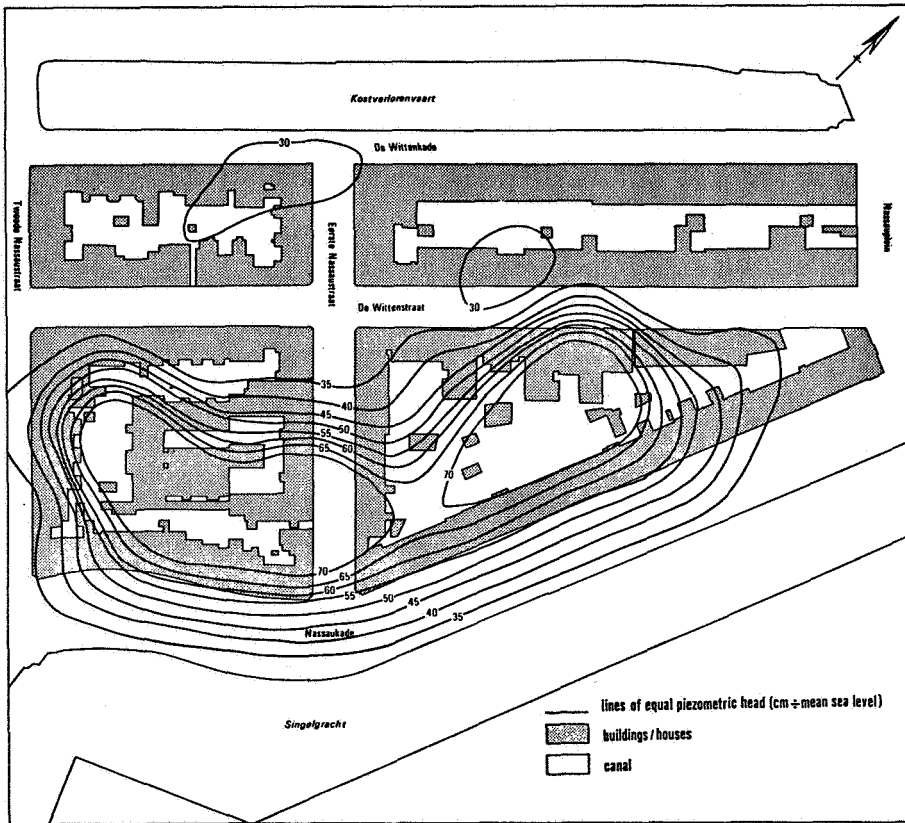 Kostverlorenvaart
30
De Wittenkade
Tweede Nassaustraat
Eerste Nassaustraat
Nassauplein
30
De Wittenstraat
35
40
45
50
55
60
65
70
70
65
60
55
50
45
40
35
Nassaukade
Singelgracht
lines of equal piezometric head (cm÷mean sea level)
buildings/houses
canal